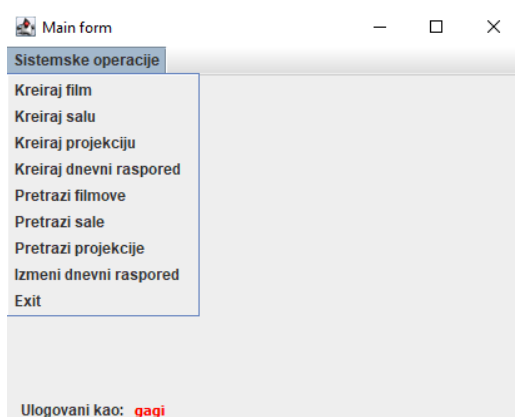 Main form
Sistemske operacije
Kreiraj film
Kreiraj salu
Kreiraj projekciju
Kreiraj dnevni raspored
Pretrazi filmove
Pretrazi sale
Pretrazi projekcije
Izmeni dnevni raspored
Exit
Ulogovani kao: gagi